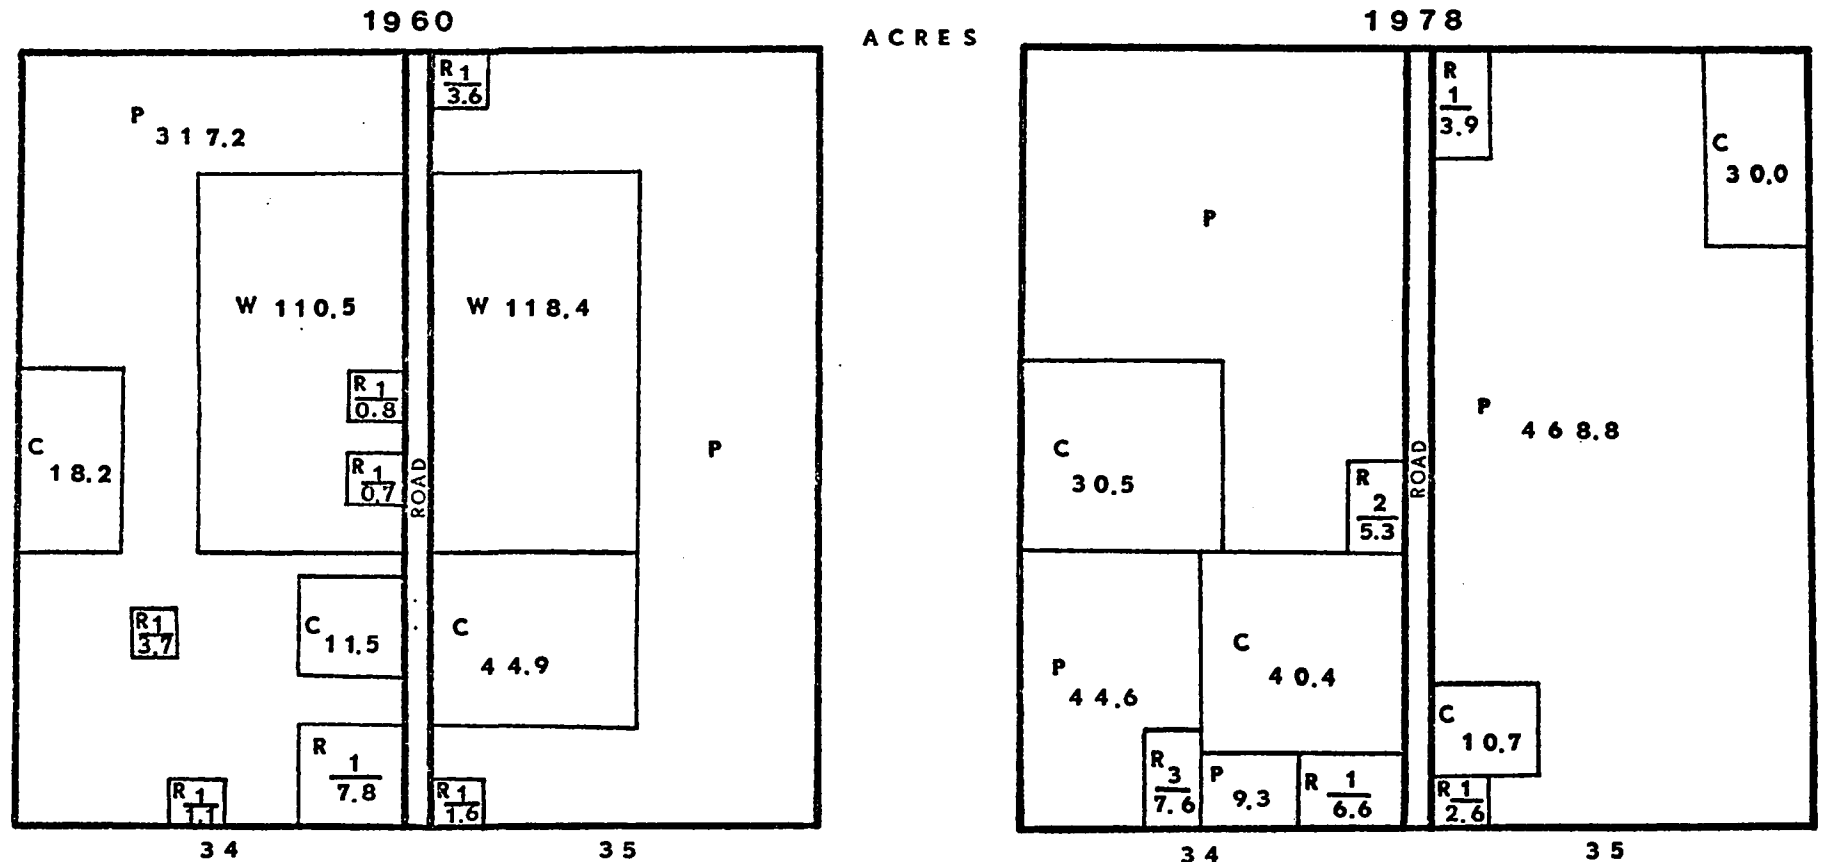 1960
ACRES
1978
R 1
3.6
P
317.2
W 110.5
W 118.4
R 1
0.8
R 1
0.7
C
18.2
ROAD
P
R 1
3.7
C
11.5
C
44.9
R
1
7.8
R 1
1.1
R 1
1.6
34
35
R
1
3.9
C
30.0
P
P
468.8
C
30.5
R
2
5.3
ROAD
P
44.6
C
40.4
C
10.7
R 3
7.6
P
9.3
R 1
6.6
R 1
2.6
34
35